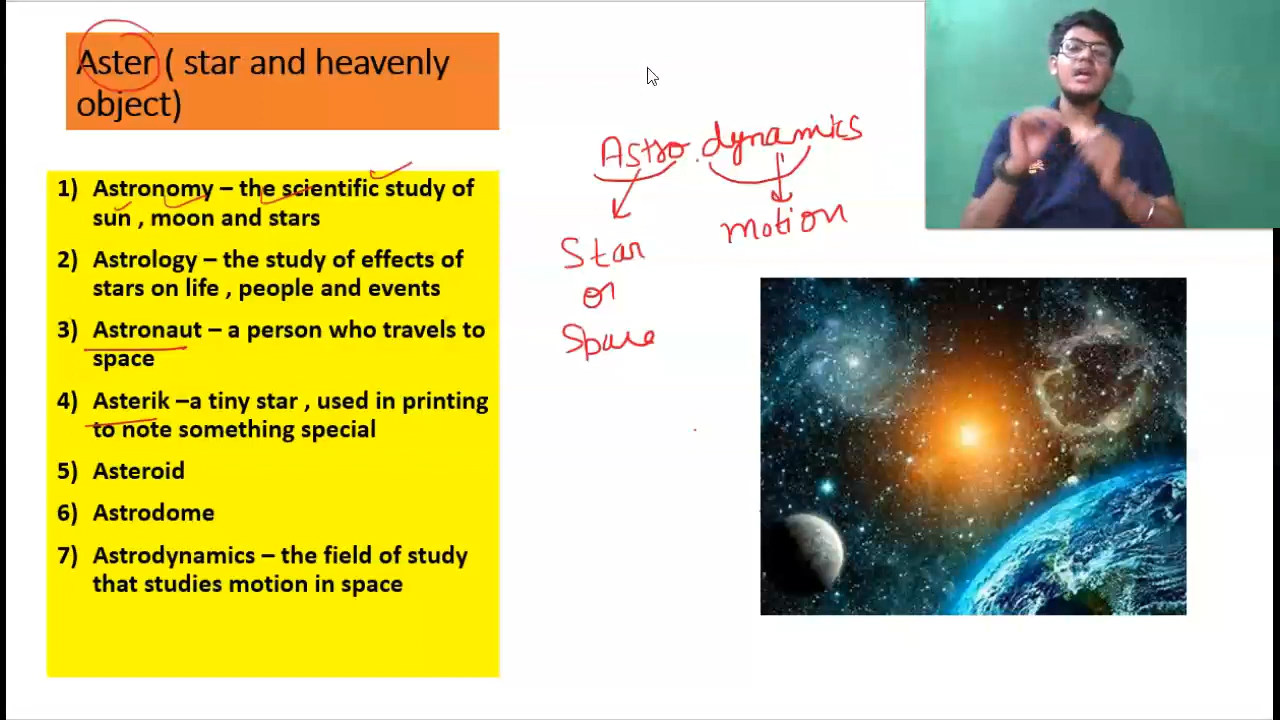 Aster ( star and heavenly
object)
1) Astronomy – the scientific study of
sun , moon and stars
2) Astrology – the study of effects of
stars on life , people and events
3) Astronaut – a person who travels to
space
4) Asterik –a tiny star , used in printing
to note something special
5) Asteroid
6) Astrodome
7) Astrodynamics – the field of study
that studies motion in space
Astro.dynamics
Star
or
Space
motion